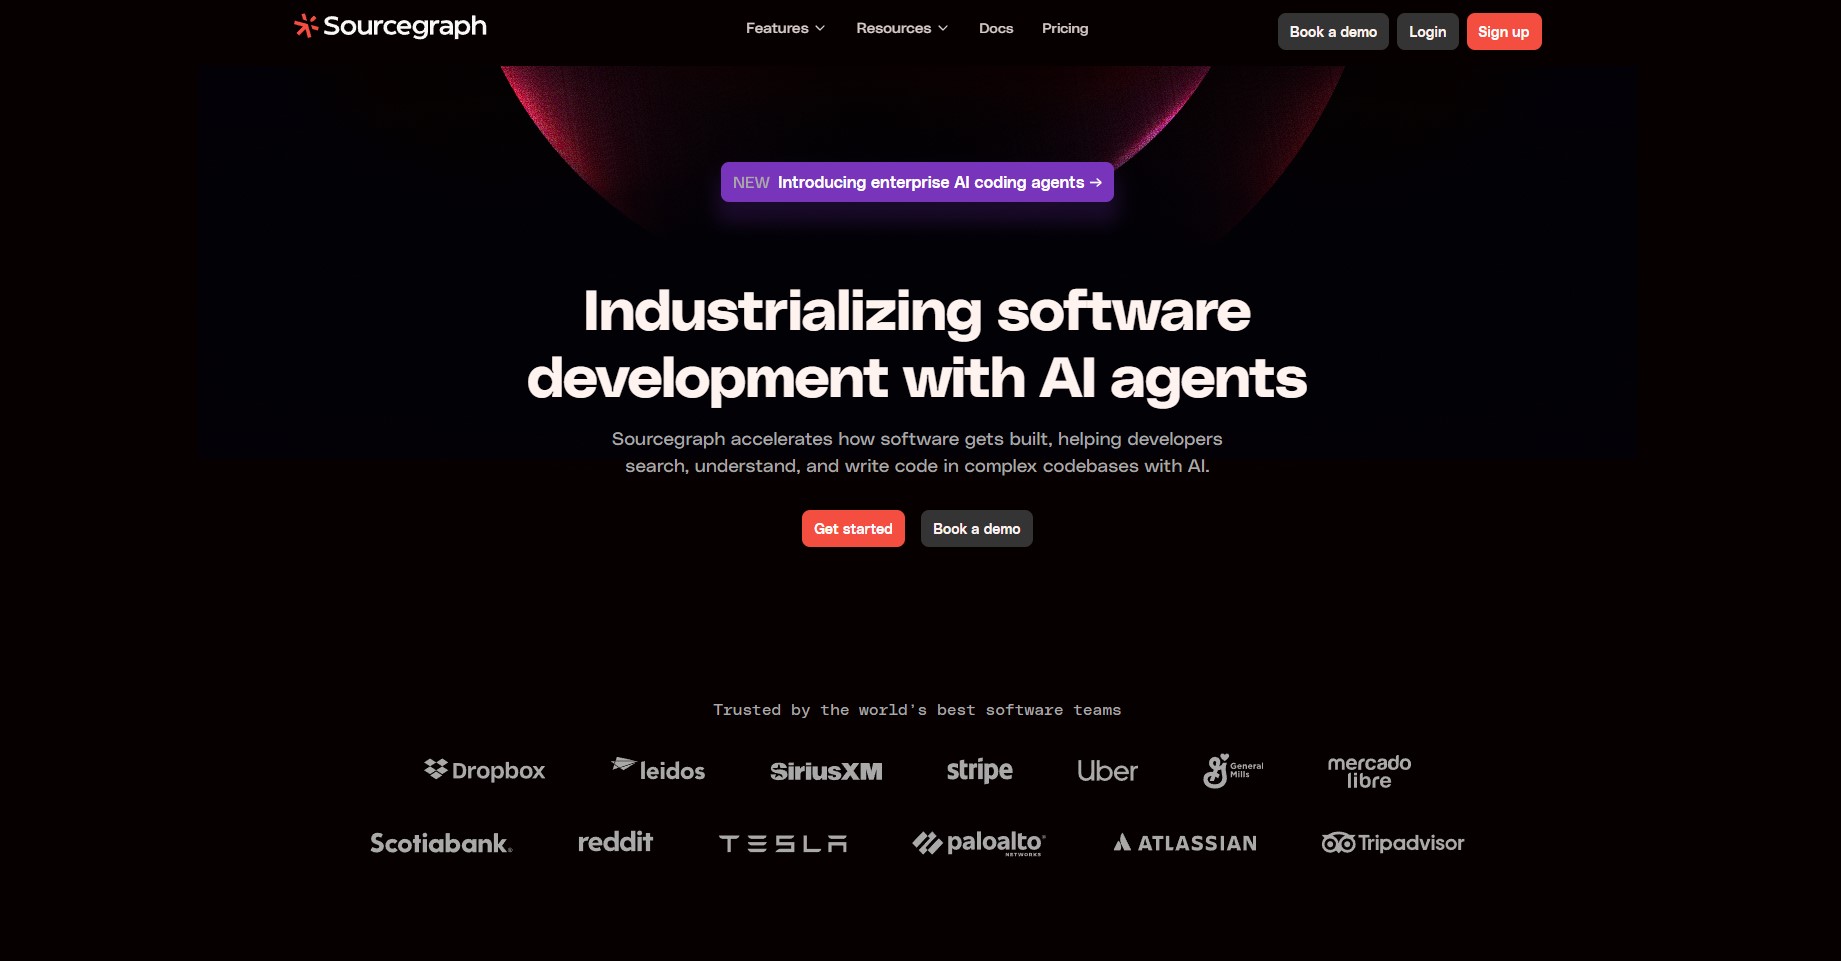 Sourcegraph
Features
Resources
Docs
Pricing
Book a demo
Login
Sign up
NEW Introducing enterprise AI coding agents →
Industrializing software
development with AI agents
Sourcegraph accelerates how software gets built, helping developers
search, understand, and write code in complex codebases with AI.
Get started
Book a demo
Trusted by the world's best software teams
Dropbox
leidos
SiriusXM
stripe
Uber
General
Mills
mercado
libre
Scotiabank®
reddit
TESLA
paloalto®
NETWORKS
ATLASSIAN
Tripadvisor